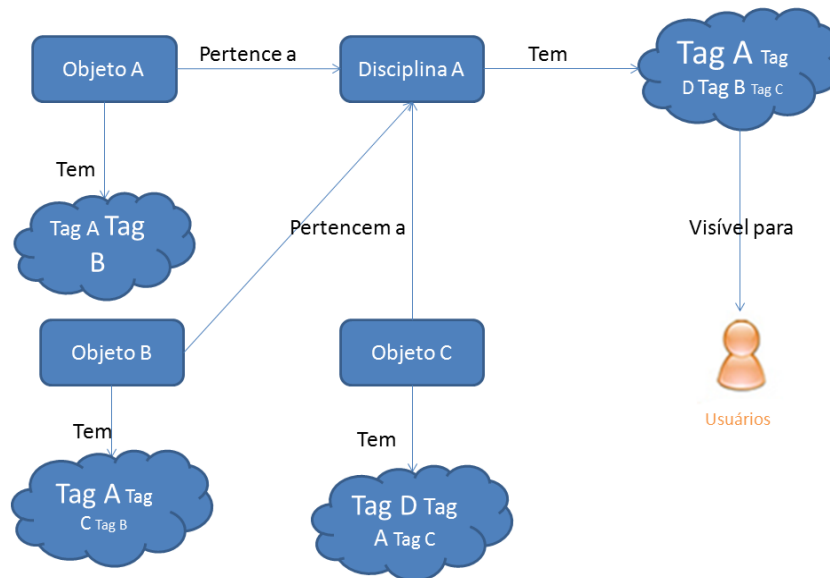 Objeto A
Pertence a
Disciplina A
Tem
Tag A Tag
D Tag B Tag C
Tem
Tag A Tag
B
Pertencem a
Visível para
Objeto B
Objeto C
Usuários
Tem
Tem
Tag A Tag
C Tag B
Tag D Tag
A Tag C